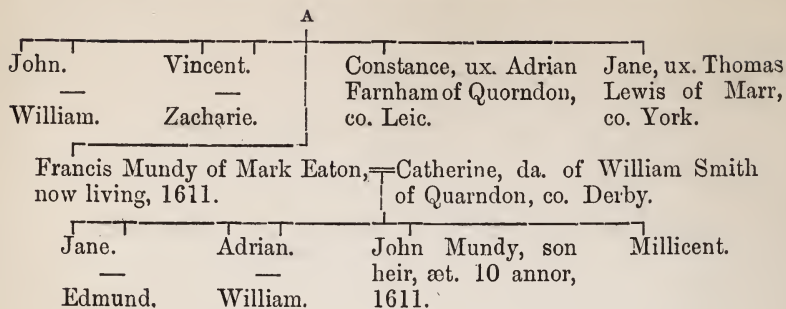 A
John. Vincent. Constance, ux. Adrian Jane, ux. Thomas
— — Farnham of Quorndon, Lewis of Marr,
William. Zacharie. co. Leic. co. York.
Francis Mundy of Mark Eaton, Catherine, da. of William Smith
now living, 1611. of Quarndon, co. Derby.
Jane. Adrian. John Mundy, son Millicent.
— — heir, æt. 10 annor,
Edmund. William. 1611.